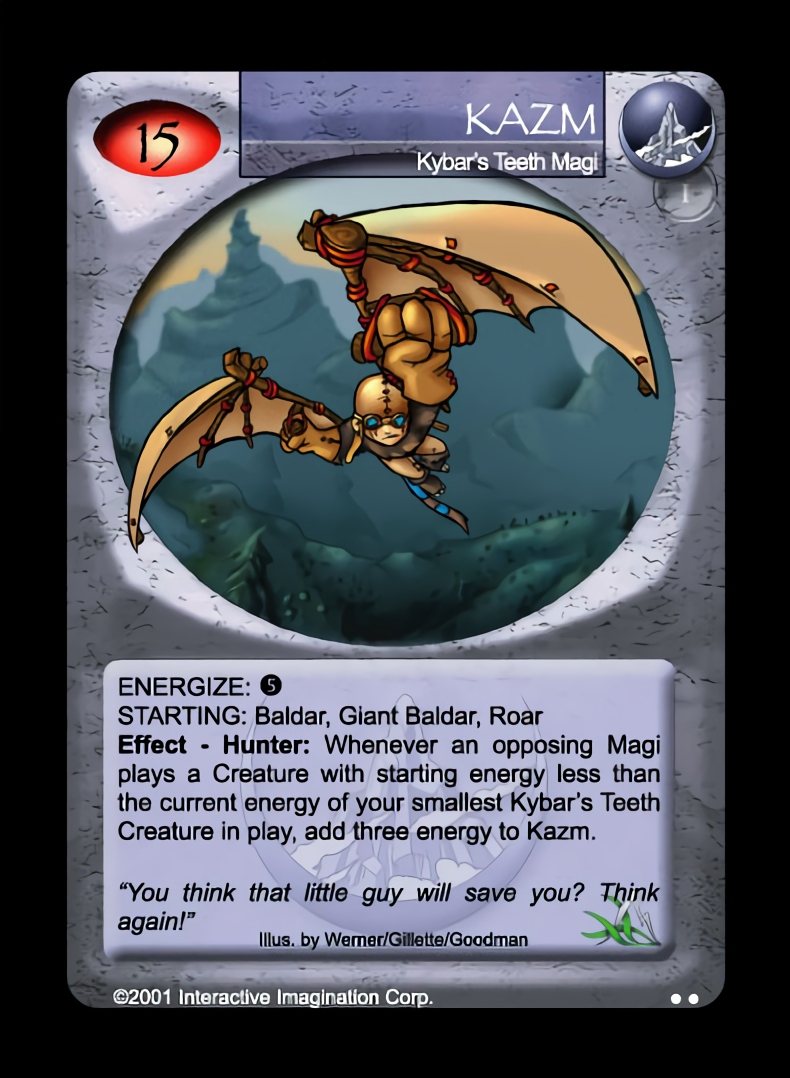 15
KAZM
Kybar's Teeth Magi
I
ENERGIZE: ❺
STARTING: Baldar, Giant Baldar, Roar
Effect - Hunter: Whenever an opposing Magi
plays a Creature with starting energy less than
the current energy of your smallest Kybar's Teeth
Creature in play, add three energy to Kazm.
“You think that little guy will save you? Think
again!”
Illus. by Werner/Gillette/Goodman
©2001 Interactive Imagination Corp.